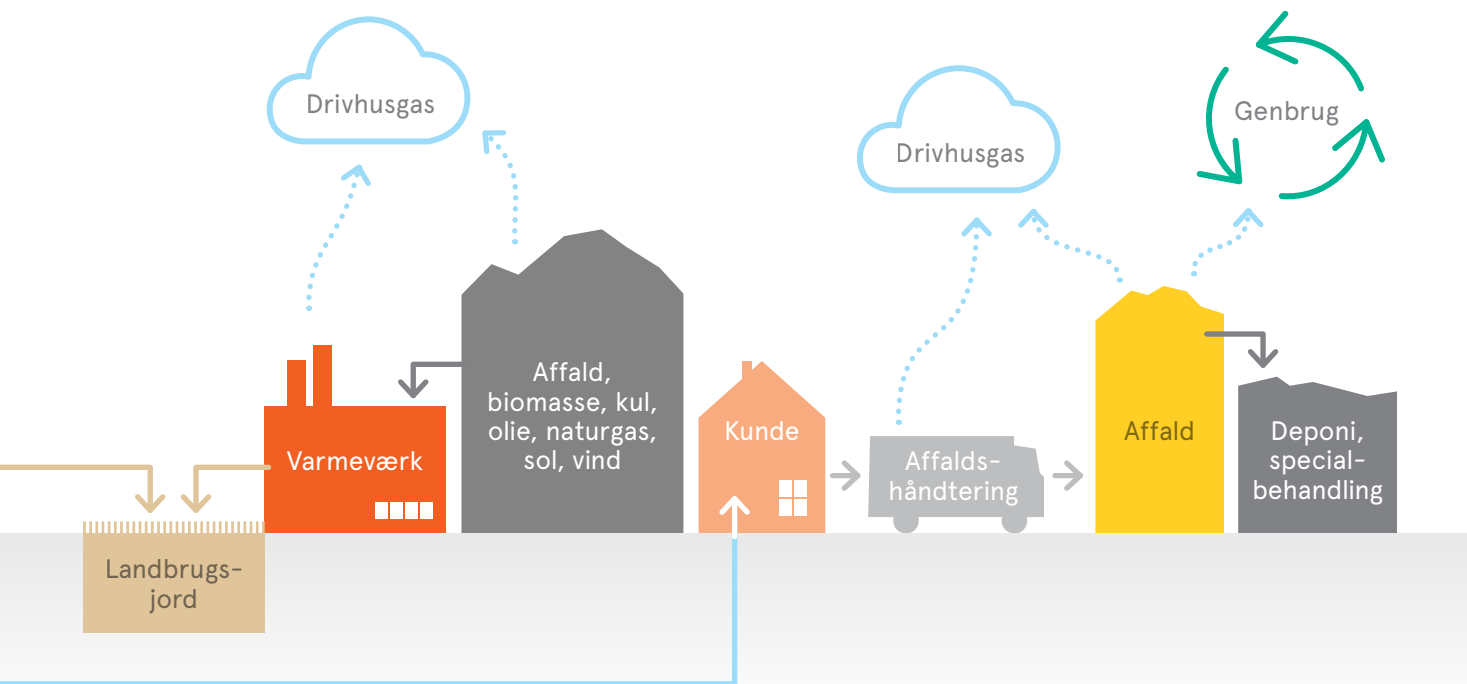 Drivhusgas
Drivhusgas
Genbrug
Affald,
biomasse, kul,
olie, naturgas,
sol, vind
Varmeværk
Kunde
Affalds-
håndtering
Affald
Deponi,
special-
behandling
Landbrugs-
jord